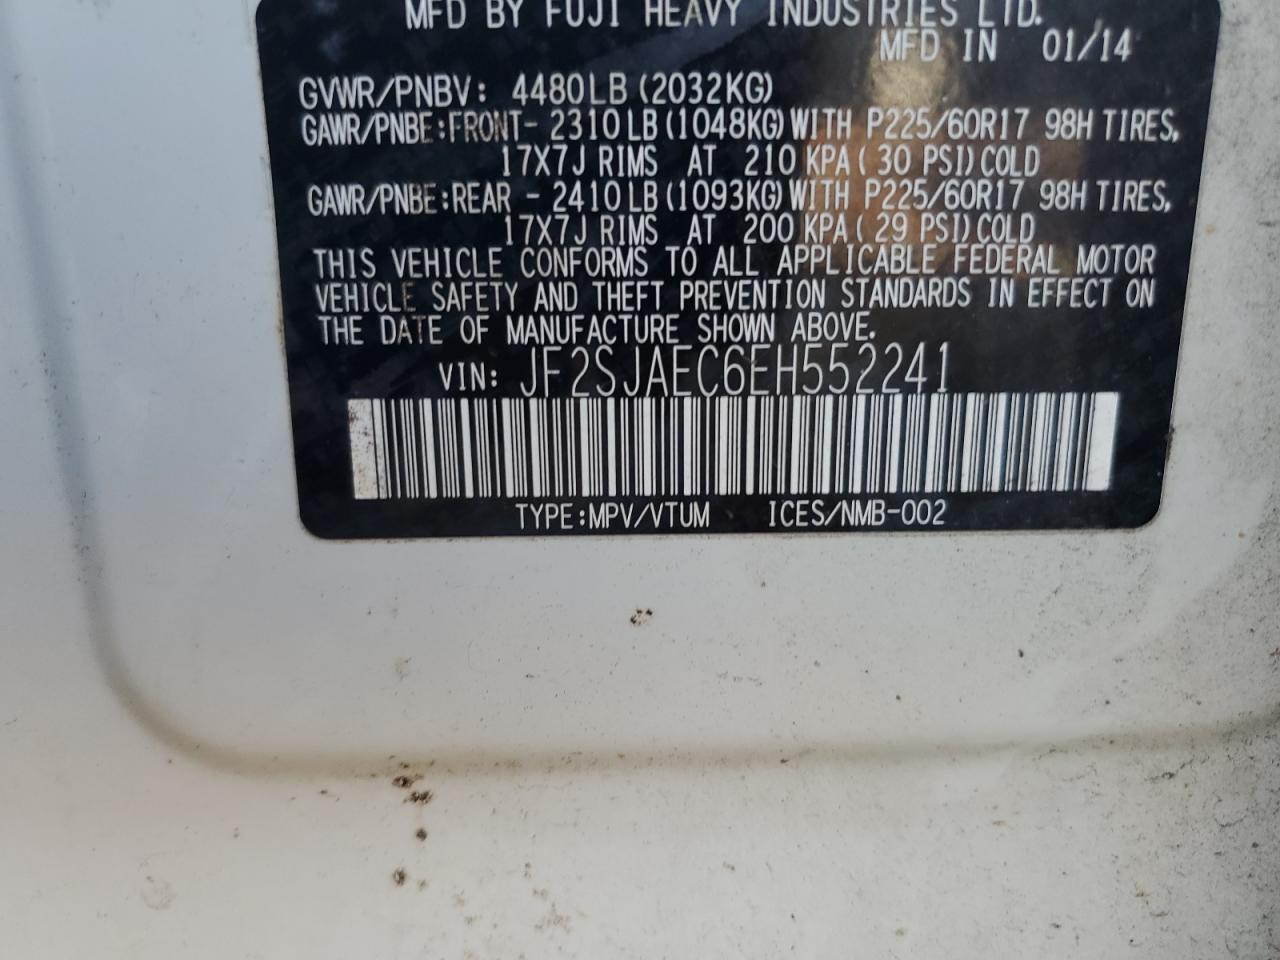 MFD BY FUJI HEAVY INDUSTRIES LTD.
MFD IN 01/14
GVWR/PNBV: 4480LB (2032KG)
GAWR/PNBE:FRONT- 2310 LB (1048KG) WITH P225/60R17 98H TIRES,
17X7J RIMS AT 210 KPA ( 30 PSI) COLD
GAWR/PNBE:REAR - 2410 LB (1093KG) WITH P225/60R17 98H TIRES,
17X7J RIMS AT 200 KPA ( 29 PSI) COLD
THIS VEHICLE CONFORMS TO ALL APPLICABLE FEDERAL MOTOR
VEHICLE SAFETY AND THEFT PREVENTION STANDARDS IN EFFECT ON
THE DATE OF MANUFACTURE SHOWN ABOVE.
VIN: JF2SJAEC6EH552241
TYPE:MPV/VTUM ICES/NMB-002